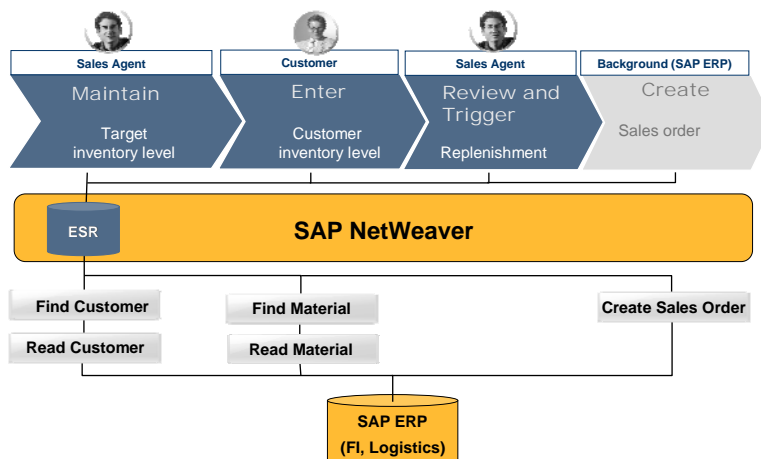 Sales Agent
Customer
Sales Agent
Background (SAP ERP)
Maintain
Target
inventory level
Enter
Customer
inventory level
Review and
Trigger
Replenishment
Create
Sales order
ESR
SAP NetWeaver
Find Customer
Find Material
Create Sales Order
Read Customer
Read Material
SAP ERP
(FI, Logistics)